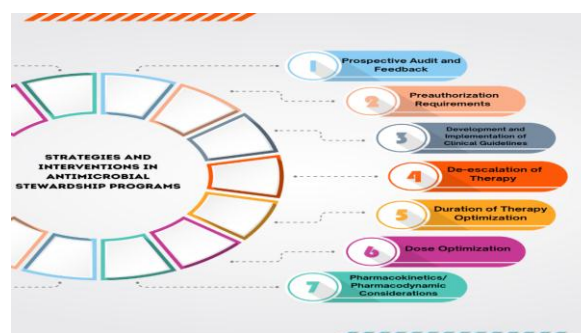 STRATEGIES AND
INTERVENTIONS IN
ANTIMICROBIAL
STEWARDSHIP PROGRAMS
1
Prospective Audit and
Feedback
2
Preauthorization
Requirements
3
Development and
Implementation of
Clinical Guidelines
4
De-escalation of
Therapy
5
Duration of Therapy
Optimization
6
Dose Optimization
7
Pharmacokinetics/
Pharmacodynamic
Considerations